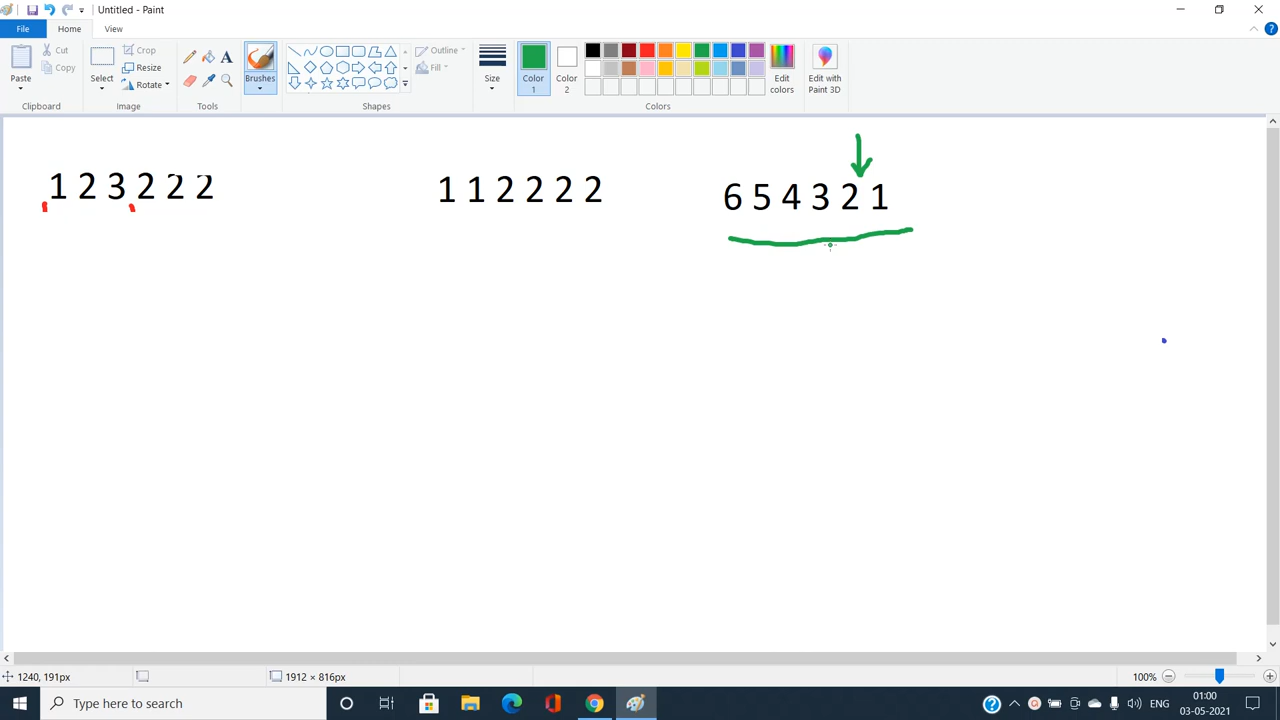 Untitled - Paint
File Home View
Paste Cut Copy Clipboard
Select Crop Resize Rotate Image
A Tools
Brushes
Outline Fill Shapes
Size
Color 1 Color 2 Edit colors Colors
Edit with Paint 3D
1 2 3 2 2 2
1 1 2 2 2 2
6 5 4 3 2 1
1240, 191px 1912 × 816px 100%
Type here to search
ENG 01:00 03-05-2021